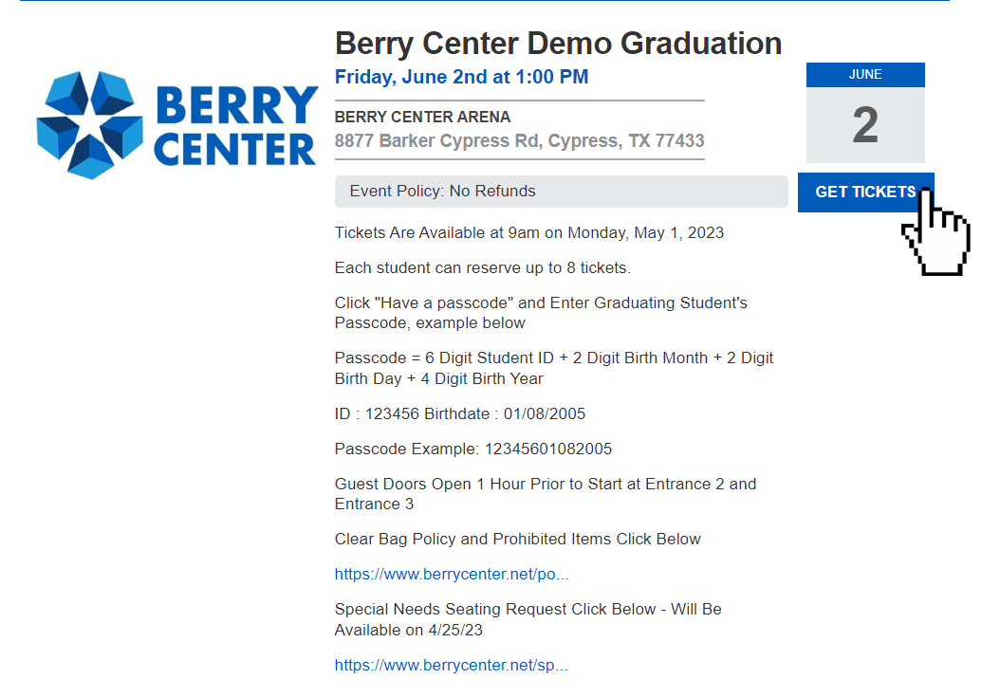 Berry Center Demo Graduation
Friday, June 2nd at 1:00 PM
BERRY CENTER ARENA
8877 Barker Cypress Rd, Cypress, TX 77433
BERRY
CENTER
JUNE
2
Event Policy: No Refunds
GET TICKETS
Tickets Are Available at 9am on Monday, May 1, 2023
Each student can reserve up to 8 tickets.
Click "Have a passcode" and Enter Graduating Student's
Passcode, example below
Passcode = 6 Digit Student ID + 2 Digit Birth Month + 2 Digit
Birth Day + 4 Digit Birth Year
ID : 123456 Birthdate : 01/08/2005
Passcode Example: 12345601082005
Guest Doors Open 1 Hour Prior to Start at Entrance 2 and
Entrance 3
Clear Bag Policy and Prohibited Items Click Below
https://www.berrycenter.net/po...
Special Needs Seating Request Click Below - Will Be
Available on 4/25/23
https://www.berrycenter.net/sp...